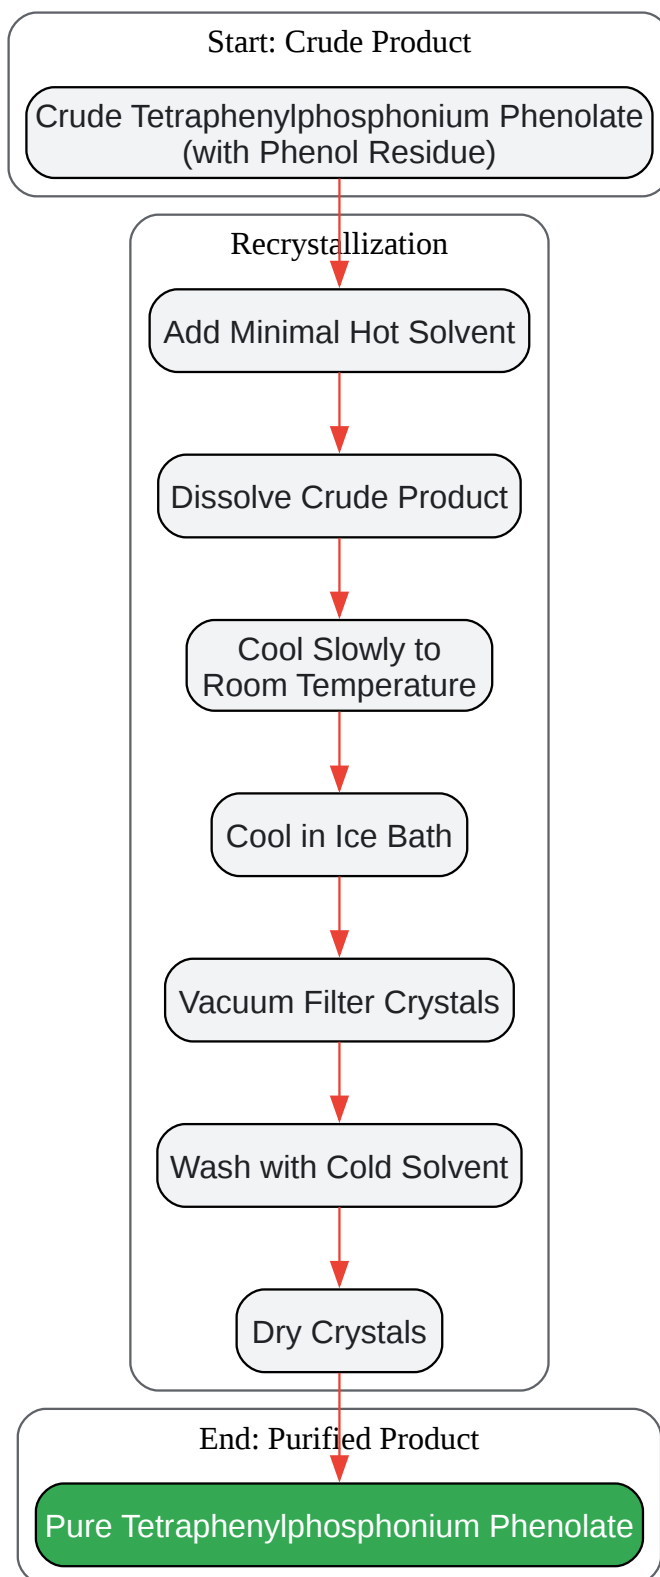 Start: Crude Product
Crude Tetraphenylphosphonium Phenolate
(with Phenol Residue)
Recrystallization
Add Minimal Hot Solvent
Dissolve Crude Product
Cool Slowly to
Room Temperature
Cool in Ice Bath
Vacuum Filter Crystals
Wash with Cold Solvent
Dry Crystals
End: Purified Product
Pure Tetraphenylphosphonium Phenolate